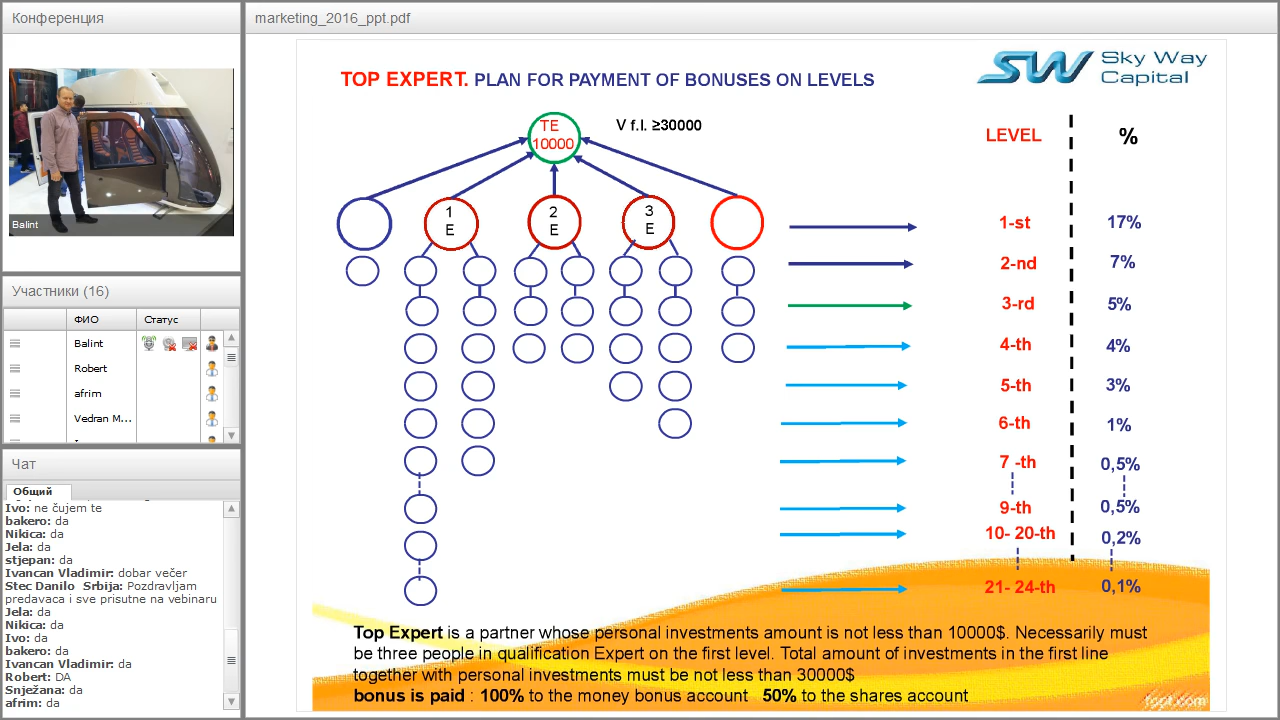 Конференция
Balint
Участники (16)
ФИО Статус
Balint
Robert
afrim
Vedran M...
Чат
Общий
Ivo: ne čujem te
bakero: da
Nikica: da
Jela: da
stjepan: da
Ivancan Vladimir: dobar večer
Stec Danilo Srbija: Pozdravljam
predavaca i sve prisutne na vebinaru
Jela: da
Nikica: da
Ivo: da
bakero: da
Ivancan Vladimir: da
Robert: DA
Snježana: da
afrim: da
marketing_2016_ppt.pdf
TOP EXPERT. PLAN FOR PAYMENT OF BONUSES ON LEVELS
SW Sky Way
Capital
TE
10000
V f.l. ≥30000
LEVEL %
1
E
2
E
3
E
1-st 17%
2-nd 7%
3-rd 5%
4-th 4%
5-th 3%
6-th 1%
7 -th 0,5%
9-th 0,5%
10- 20-th 0,2%
21- 24-th 0,1%
Top Expert is a partner whose personal investments amount is not less than 10000$. Necessarily must
be three people in qualification Expert on the first level. Total amount of investments in the first line
together with personal investments must be not less than 30000$
bonus is paid : 100% to the money bonus account 50% to the shares account
fppt.com